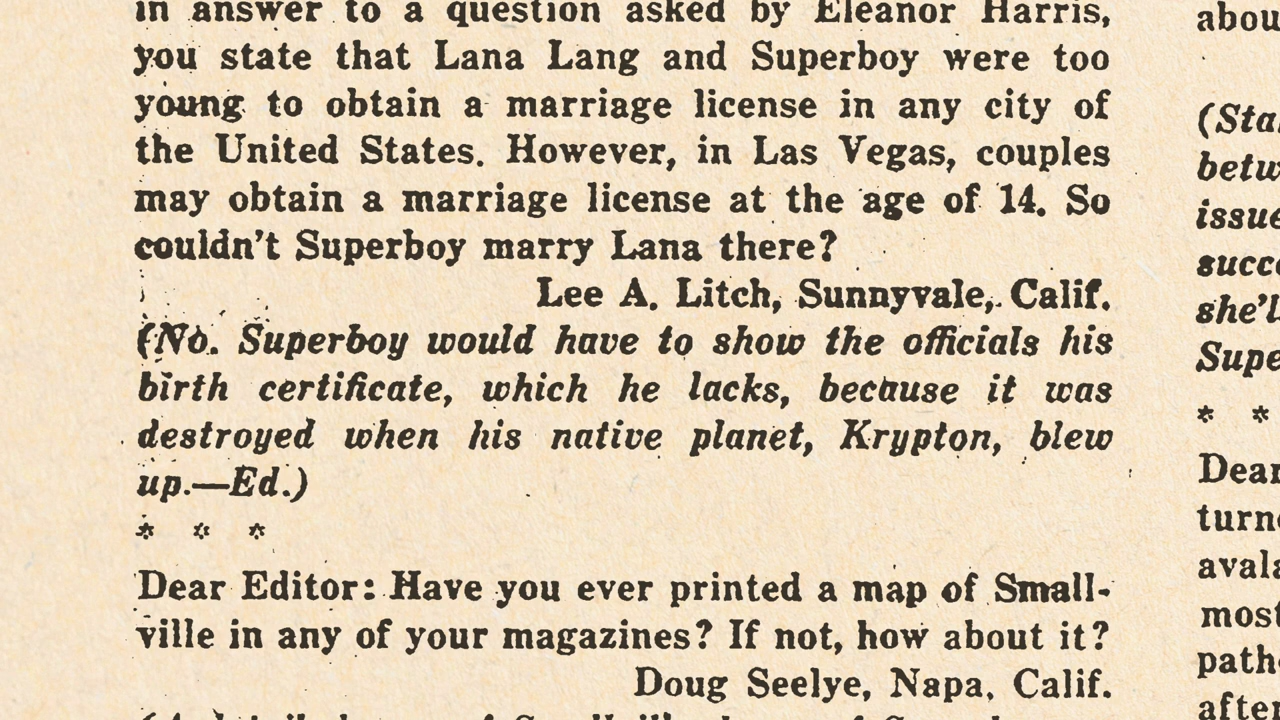 in answer to a question asked by Eleanor Harris,
you state that Lana Lang and Superboy were too
young to obtain a marriage license in any city of
the United States. However, in Las Vegas, couples
may obtain a marriage license at the age of 14. So
couldn't Superboy marry Lana there?
Lee A. Litch, Sunnyvale, Calif.
(No. Superboy would have to show the officials his
birth certificate, which he lacks, because it was
destroyed when his native planet, Krypton, blew
up.—Ed.)
* * *
Dear Editor: Have you ever printed a map of Small-
ville in any of your magazines? If not, how about it?
Doug Seelye, Napa, Calif.
abou
(Sta
betw
issue
succe
she'l
Supe
* *
Dear
turne
avala
most
path
after